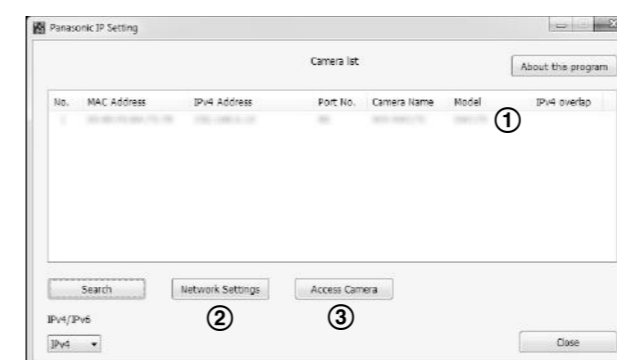 Panasonic IP Setting
Camera list
About this program
No. MAC Address IPv4 Address Port No. Camera Name Model IPv4 overlap
①
Search Network Settings Access Camera
② ③
IPv4/IPv6
IPv4 Close